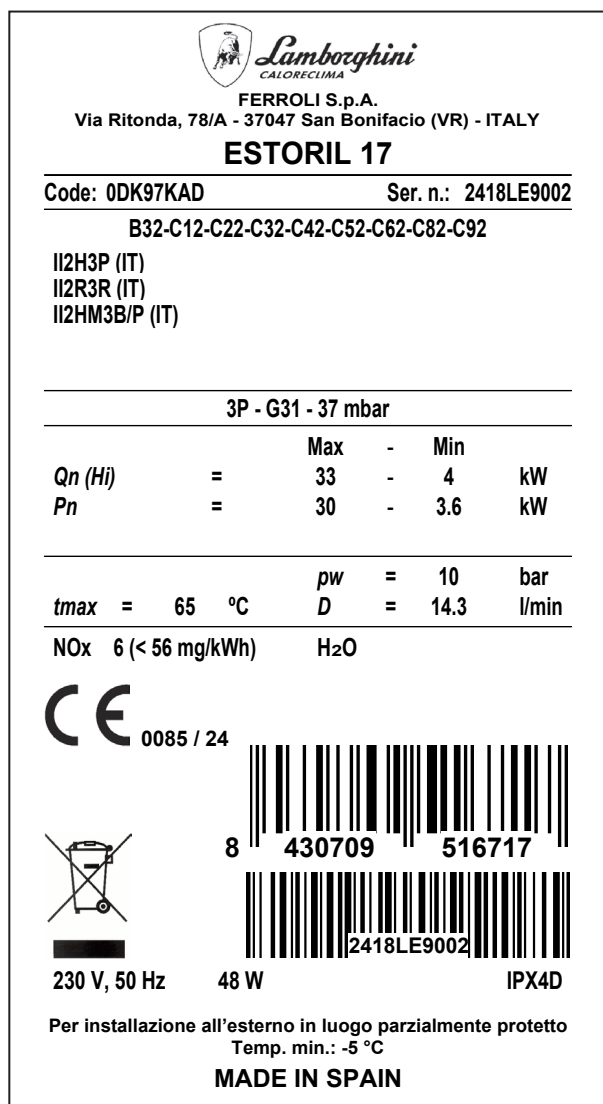 Lamborghini
CALORECLIMA
FERROLI S.p.A.
Via Ritonda, 78/A - 37047 San Bonifacio (VR) - ITALY
ESTORIL 17
Code: 0DK97KAD Ser. n.: 2418LE9002
B32-C12-C22-C32-C42-C52-C62-C82-C92
II2H3P (IT)
II2R3R (IT)
II2HM3B/P (IT)
3P - G31 - 37 mbar
Max - Min
Qn (Hi) = 33 - 4 kW
Pn = 30 - 3.6 kW
pw = 10 bar
tmax = 65 ºC D = 14.3 l/min
NOx 6 (< 56 mg/kWh) H2O
CE 0085 / 24
8 430709 516717
2418LE9002
230 V, 50 Hz 48 W IPX4D
Per installazione all'esterno in luogo parzialmente protetto
Temp. min.: -5 °C
MADE IN SPAIN